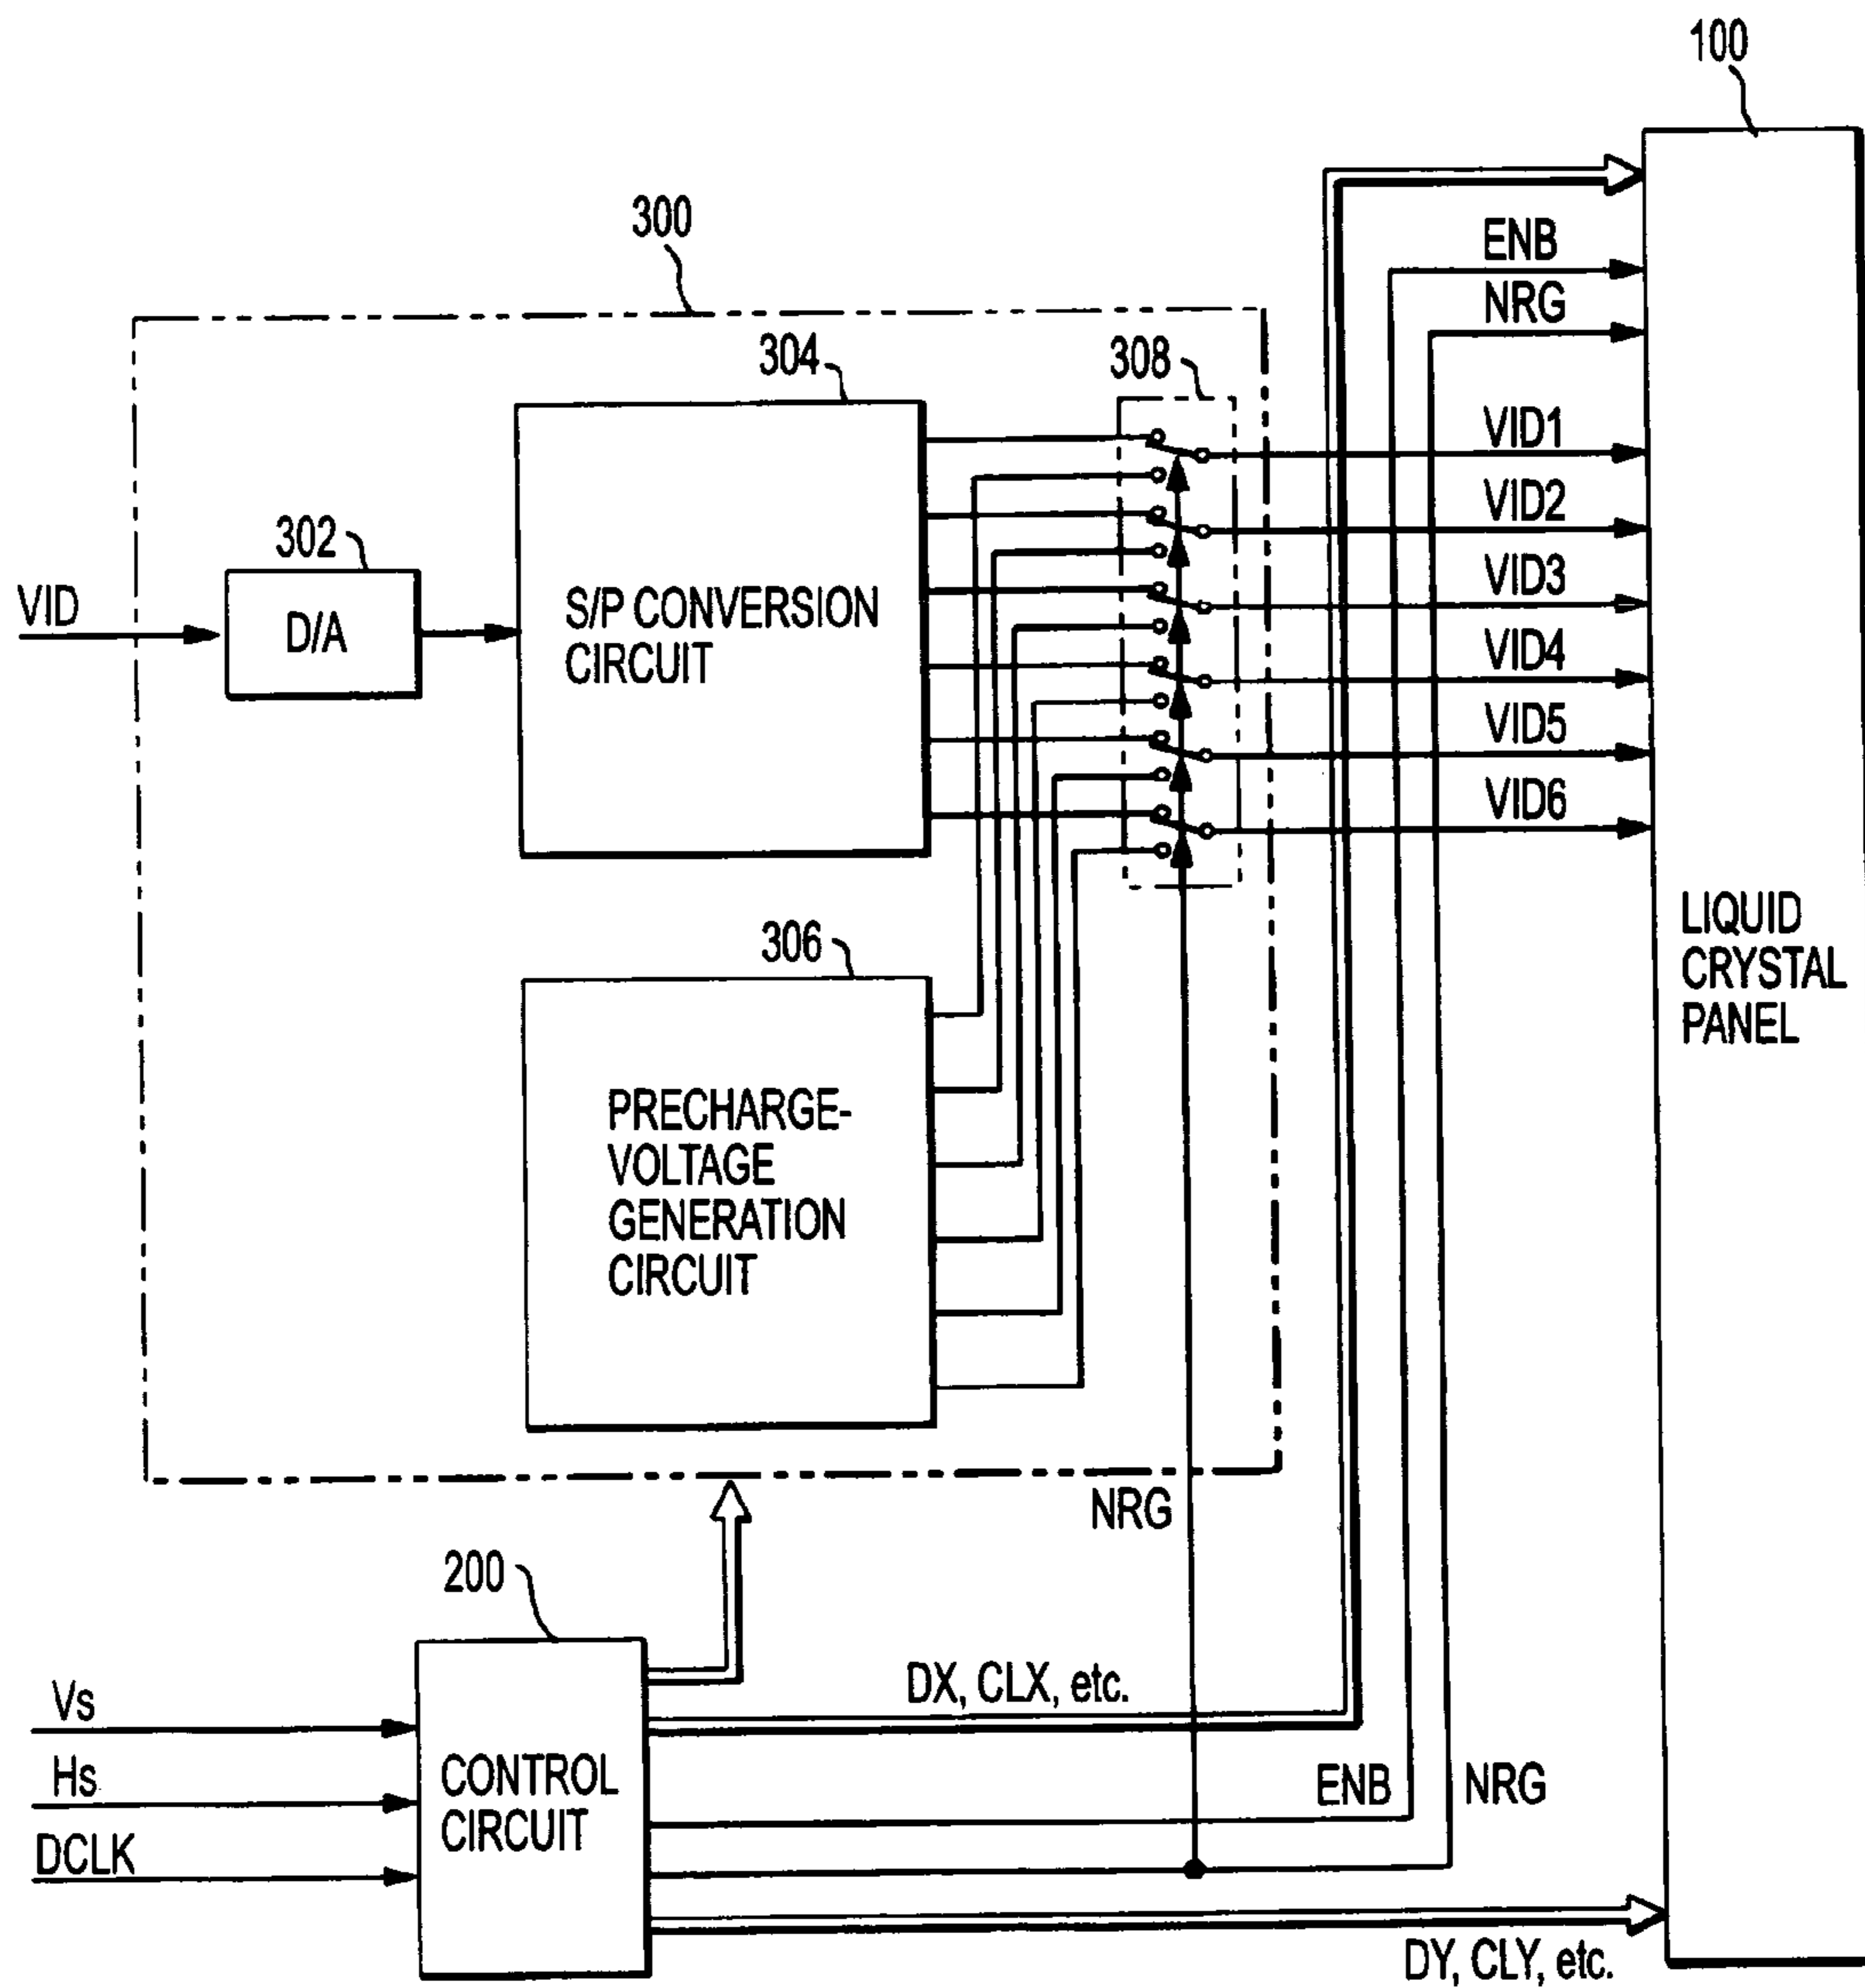 100
300
ENB
NRG
304
308
VID1
302
VID2
VID
D/A
S/P CONVERSION
CIRCUIT
VID3
VID4
VID5
VID6
306
LIQUID
CRYSTAL
PANEL
PRECHARGE-
VOLTAGE
GENERATION
CIRCUIT
NRG
200
Vs
DX, CLX, etc.
Hs
CONTROL
CIRCUIT
ENB
NRG
DCLK
DY, CLY, etc.